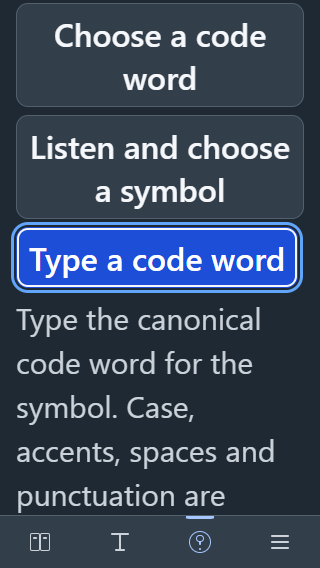 Choose a code
word
Listen and choose
a symbol
Type a code word
Type the canonical
code word for the
symbol. Case,
accents, spaces and
punctuation are